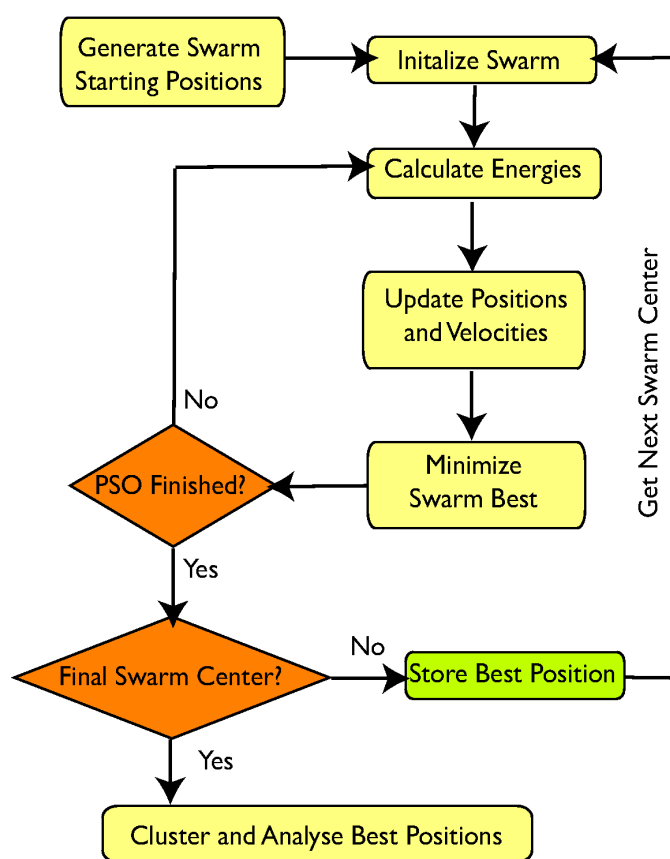 Generate Swarm
Starting Positions
Initalize Swarm
Calculate Energies
Update Positions
and Velocities
Get Next Swarm Center
No
Minimize
Swarm Best
PSO Finished?
Yes
Final Swarm Center?
No
Store Best Position
Yes
Cluster and Analyse Best Positions